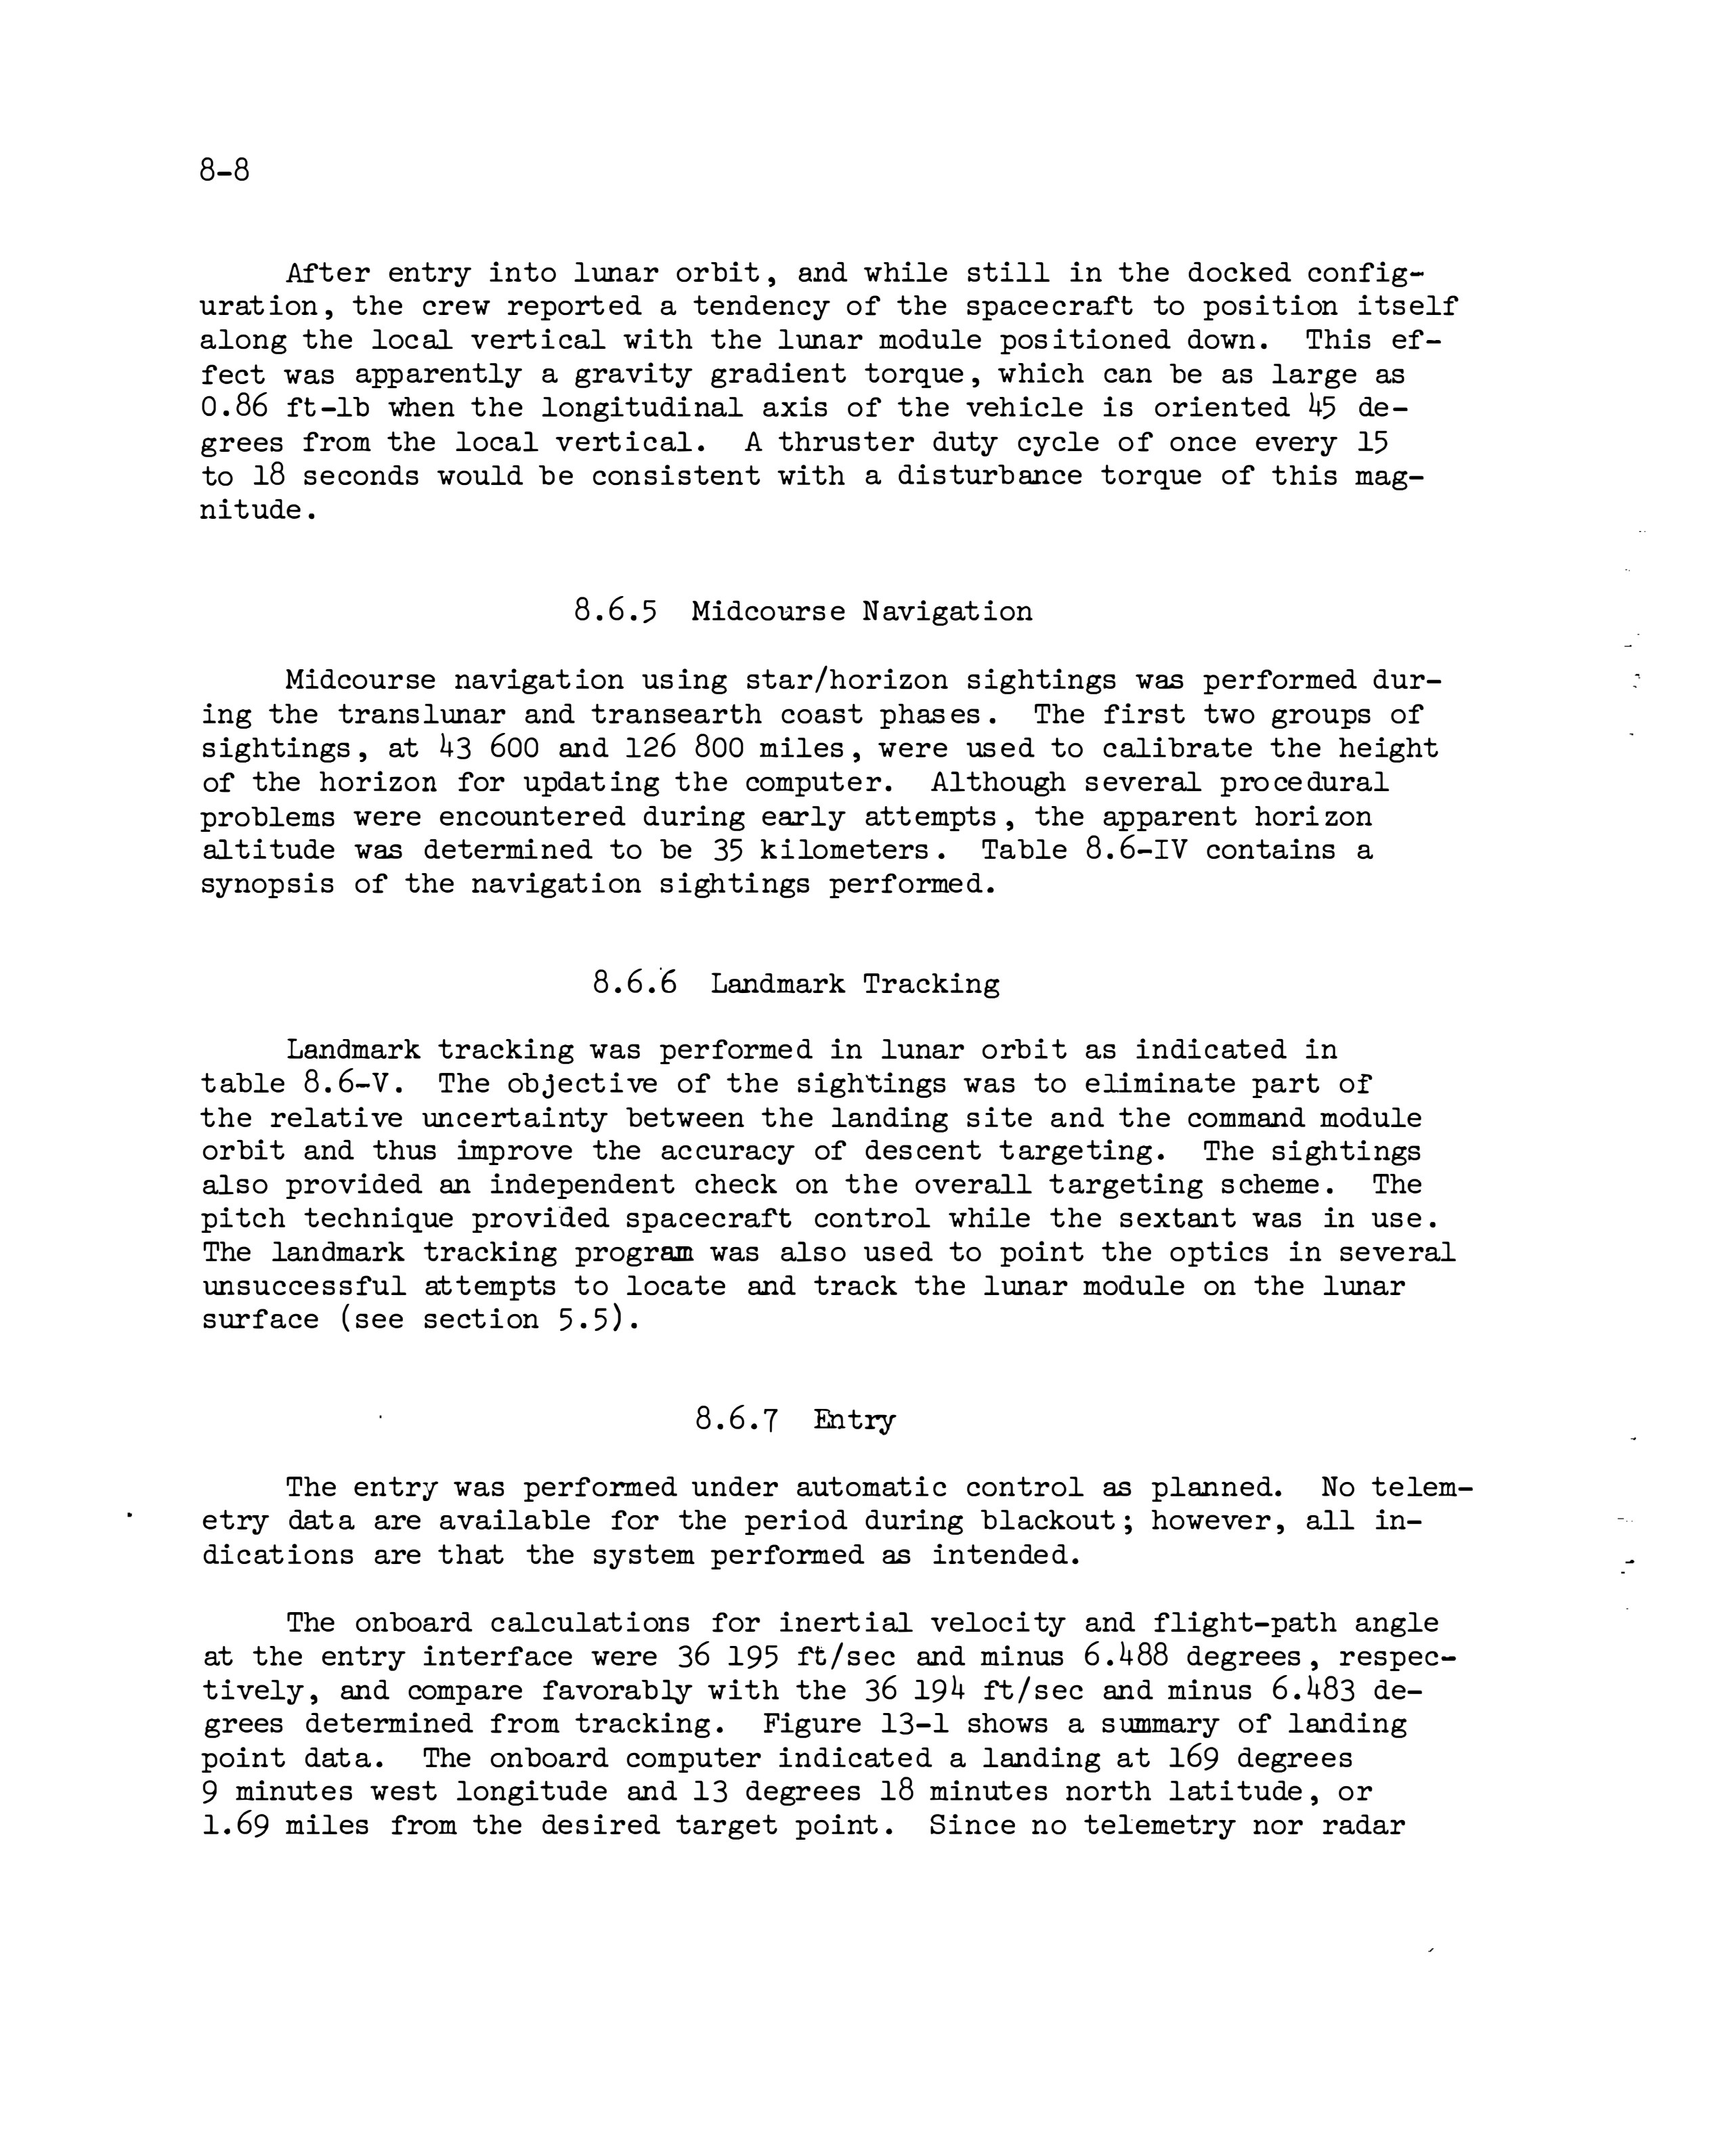 8-8
After entry into lunar orbit, and while still in the docked config-
uration, the crew reported a tendency of the spacecraft to position itself
along the local vertical with the lunar module positioned down. This ef-
fect was apparently a gravity gradient torque, which can be as large as
0.86 ft-lb when the longitudinal axis of the vehicle is oriented 45 de-
grees from the local vertical. A thruster duty cycle of once every 15
to 18 seconds would be consistent with a disturbance torque of this mag-
nitude.
8.6.5 Midcourse Navigation
Midcourse navigation using star/horizon sightings was performed dur-
ing the translunar and transearth coast phases. The first two groups of
sightings, at 43 600 and 126 800 miles, were used to calibrate the height
of the horizon for updating the computer. Although several procedural
problems were encountered during early attempts, the apparent horizon
altitude was determined to be 35 kilometers. Table 8.6-IV contains a
synopsis of the navigation sightings performed.
8.6.6 Landmark Tracking
Landmark tracking was performed in lunar orbit as indicated in
table 8.6-V. The objective of the sightings was to eliminate part of
the relative uncertainty between the landing site and the command module
orbit and thus improve the accuracy of descent targeting. The sightings
also provided an independent check on the overall targeting scheme. The
pitch technique provided spacecraft control while the sextant was in use.
The landmark tracking program was also used to point the optics in several
unsuccessful attempts to locate and track the lunar module on the lunar
surface (see section 5.5).
8.6.7 Entry
The entry was performed under automatic control as planned. No telem-
etry data are available for the period during blackout; however, all in-
dications are that the system performed as intended.
The onboard calculations for inertial velocity and flight-path angle
at the entry interface were 36 195 ft/sec and minus 6.488 degrees, respec-
tively, and compare favorably with the 36 194 ft/sec and minus 6.483 de-
grees determined from tracking. Figure 13-1 shows a summary of landing
point data. The onboard computer indicated a landing at 169 degrees
9 minutes west longitude and 13 degrees 18 minutes north latitude, or
1.69 miles from the desired target point. Since no telemetry nor radar